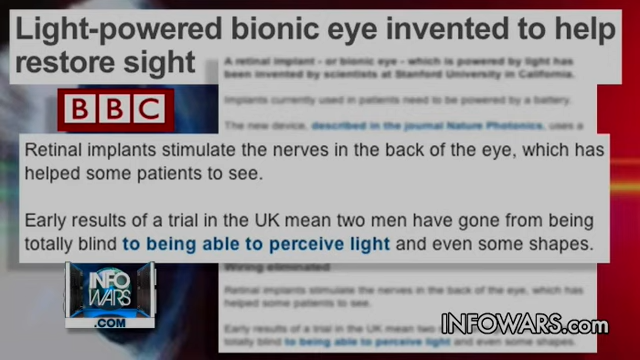 Light-powered bionic eye invented to help
restore sight
A retinal implant - or bionic eye - which is powered by light has
been invented by scientists at Stanford University in California.
Implants currently used in patients need to be powered by a battery.
The new device, described in the journal Nature Photonics, uses a
BBC
Retinal implants stimulate the nerves in the back of the eye, which has
helped some patients to see.
Early results of a trial in the UK mean two men have gone from being
totally blind to being able to perceive light and even some shapes.
Wiring eliminated
Retinal implants stimulate the nerves in the back of the eye, which has
helped some patients to see.
Early results of a trial in the UK mean two
totally blind to being able to perceive light and even some shapes.
INFO
WARS
.COM
INFOWARS.com